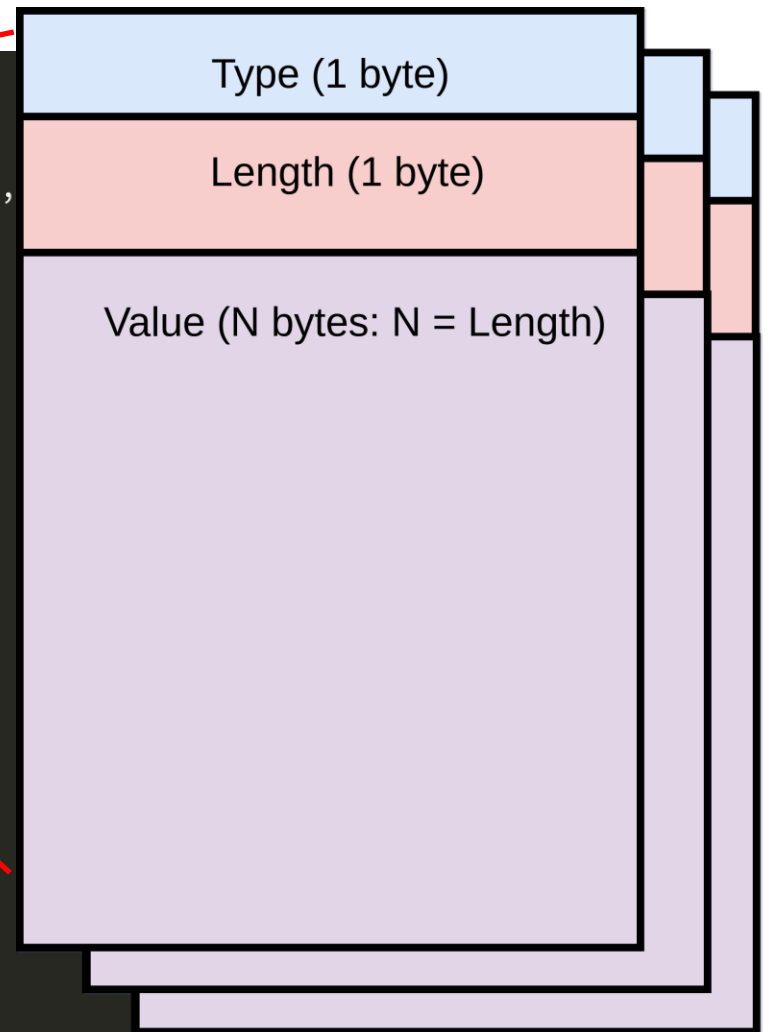 Type (1 byte)
,
Length (1 byte)
Value (N bytes: N = Length)